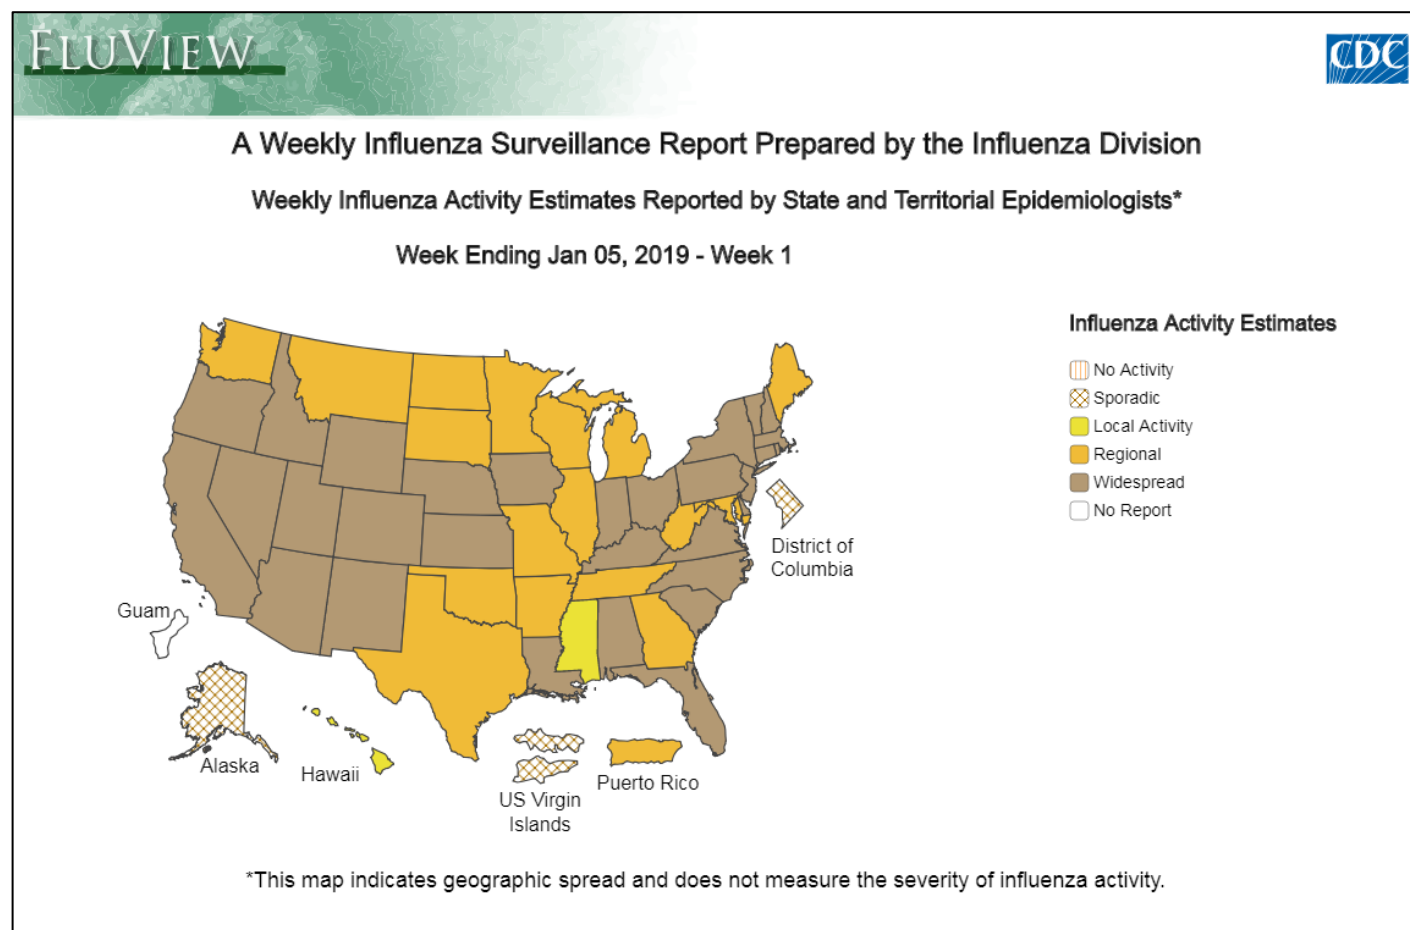 FLUVIEW
CDC
A Weekly Influenza Surveillance Report Prepared by the Influenza Division
Weekly Influenza Activity Estimates Reported by State and Territorial Epidemiologists*
Week Ending Jan 05, 2019 - Week 1
Influenza Activity Estimates
No Activity
Sporadic
Local Activity
Regional
Widespread
No Report
District of
Columbia
Guam
Alaska
Hawaii
US Virgin
Islands
Puerto Rico
*This map indicates geographic spread and does not measure the severity of influenza activity.